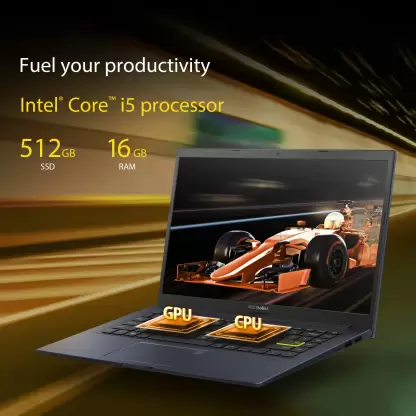 Fuel your productivity
Intel® Core™ i5 processor
512GB 16GB
SSD RAM
GPU CPU